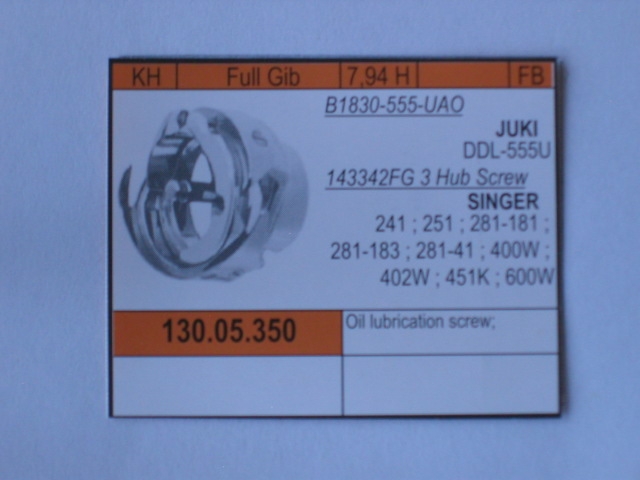 KH Full Gib 7,94 H FB
B1830-555-UAO
JUKI
DDL-555U
143342FG 3 Hub Screw
SINGER
241 ; 251 ; 281-181 ;
281-183 ; 281-41 ; 400W ;
402W ; 451K ; 600W
130.05.350
Oil lubrication screw;